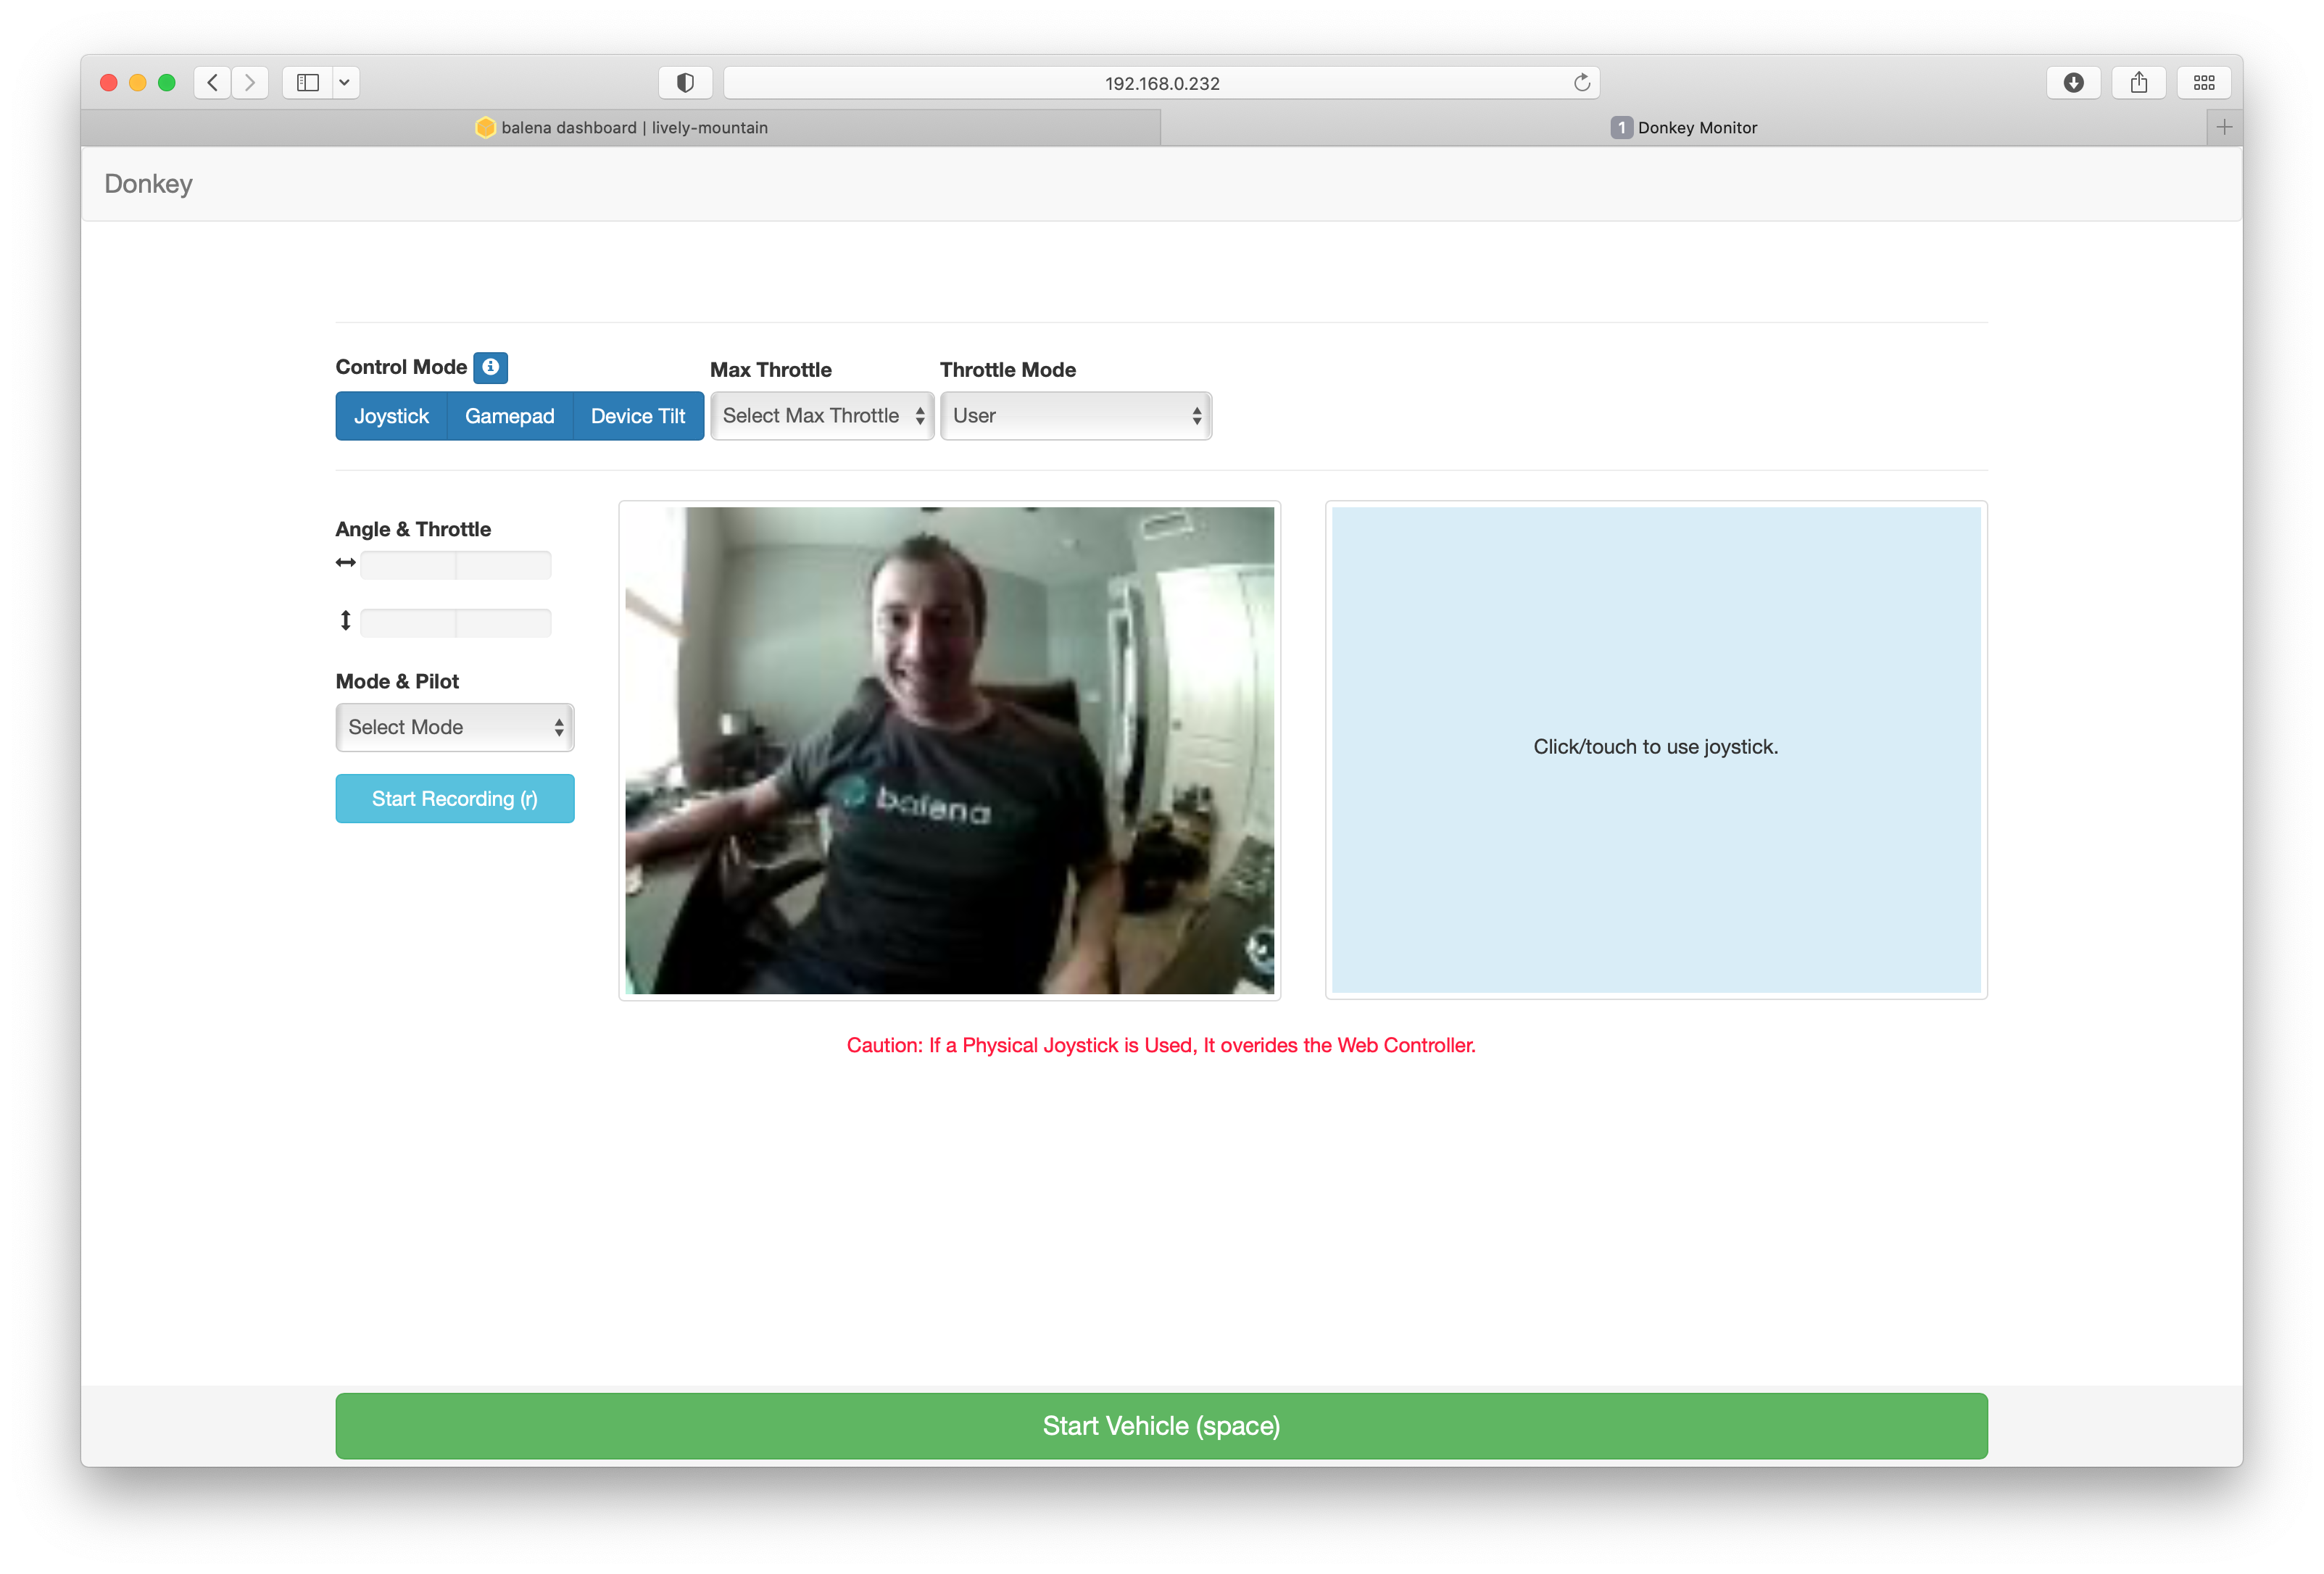 192.168.0.232
balena dashboard | lively-mountain
1 Donkey Monitor
Donkey
Control Mode
Max Throttle
Throttle Mode
Joystick
Gamepad
Device Tilt
Select Max Throttle
User
Angle & Throttle
Mode & Pilot
Select Mode
Start Recording (r)
balena
Click/touch to use joystick.
Caution: If a Physical Joystick is Used, It overides the Web Controller.
Start Vehicle (space)